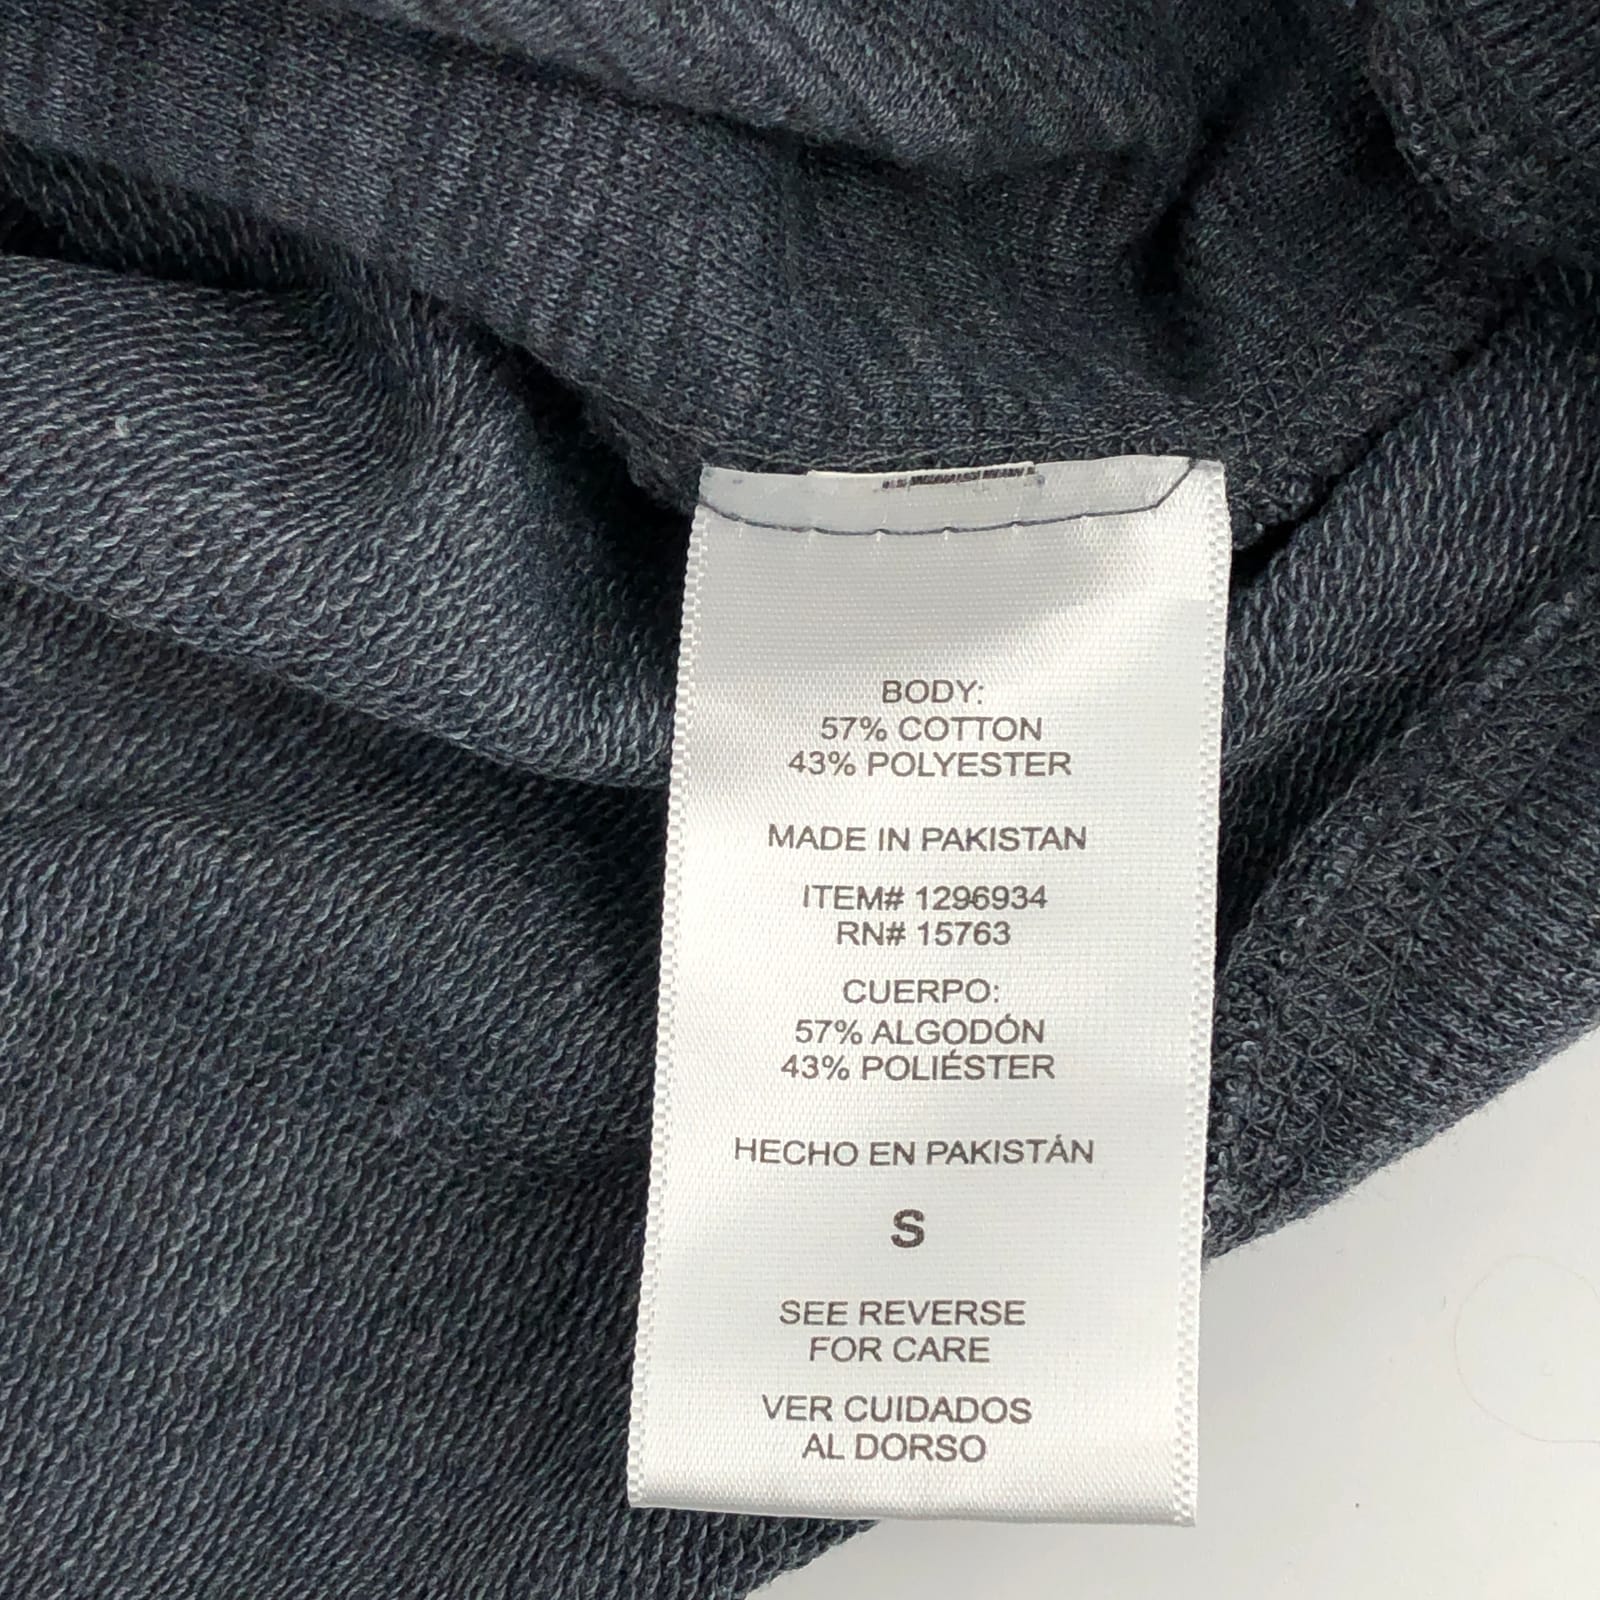 BODY:
57% COTTON
43% POLYESTER
MADE IN PAKISTAN
ITEM# 1296934
RN# 15763
CUERPO:
57% ALGODÓN
43% POLIÉSTER
HECHO EN PAKISTÁN
S
SEE REVERSE
FOR CARE
VER CUIDADOS
AL DORSO